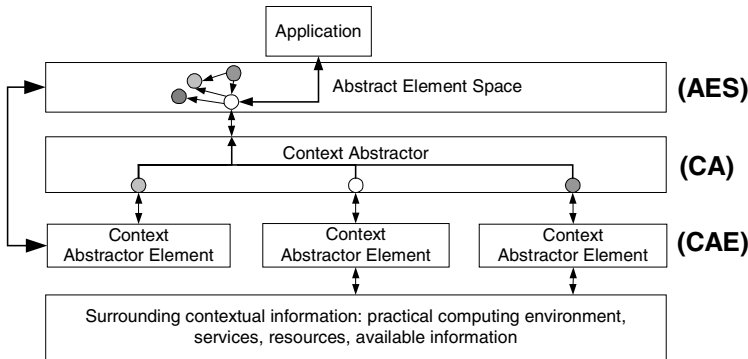 Application
Abstract Element Space
(AES)
Context Abstractor
(CA)
Context
Abstractor Element
Context
Abstractor Element
Context
Abstractor Element
(CAE)
Surrounding contextual information: practical computing environment,
services, resources, available information